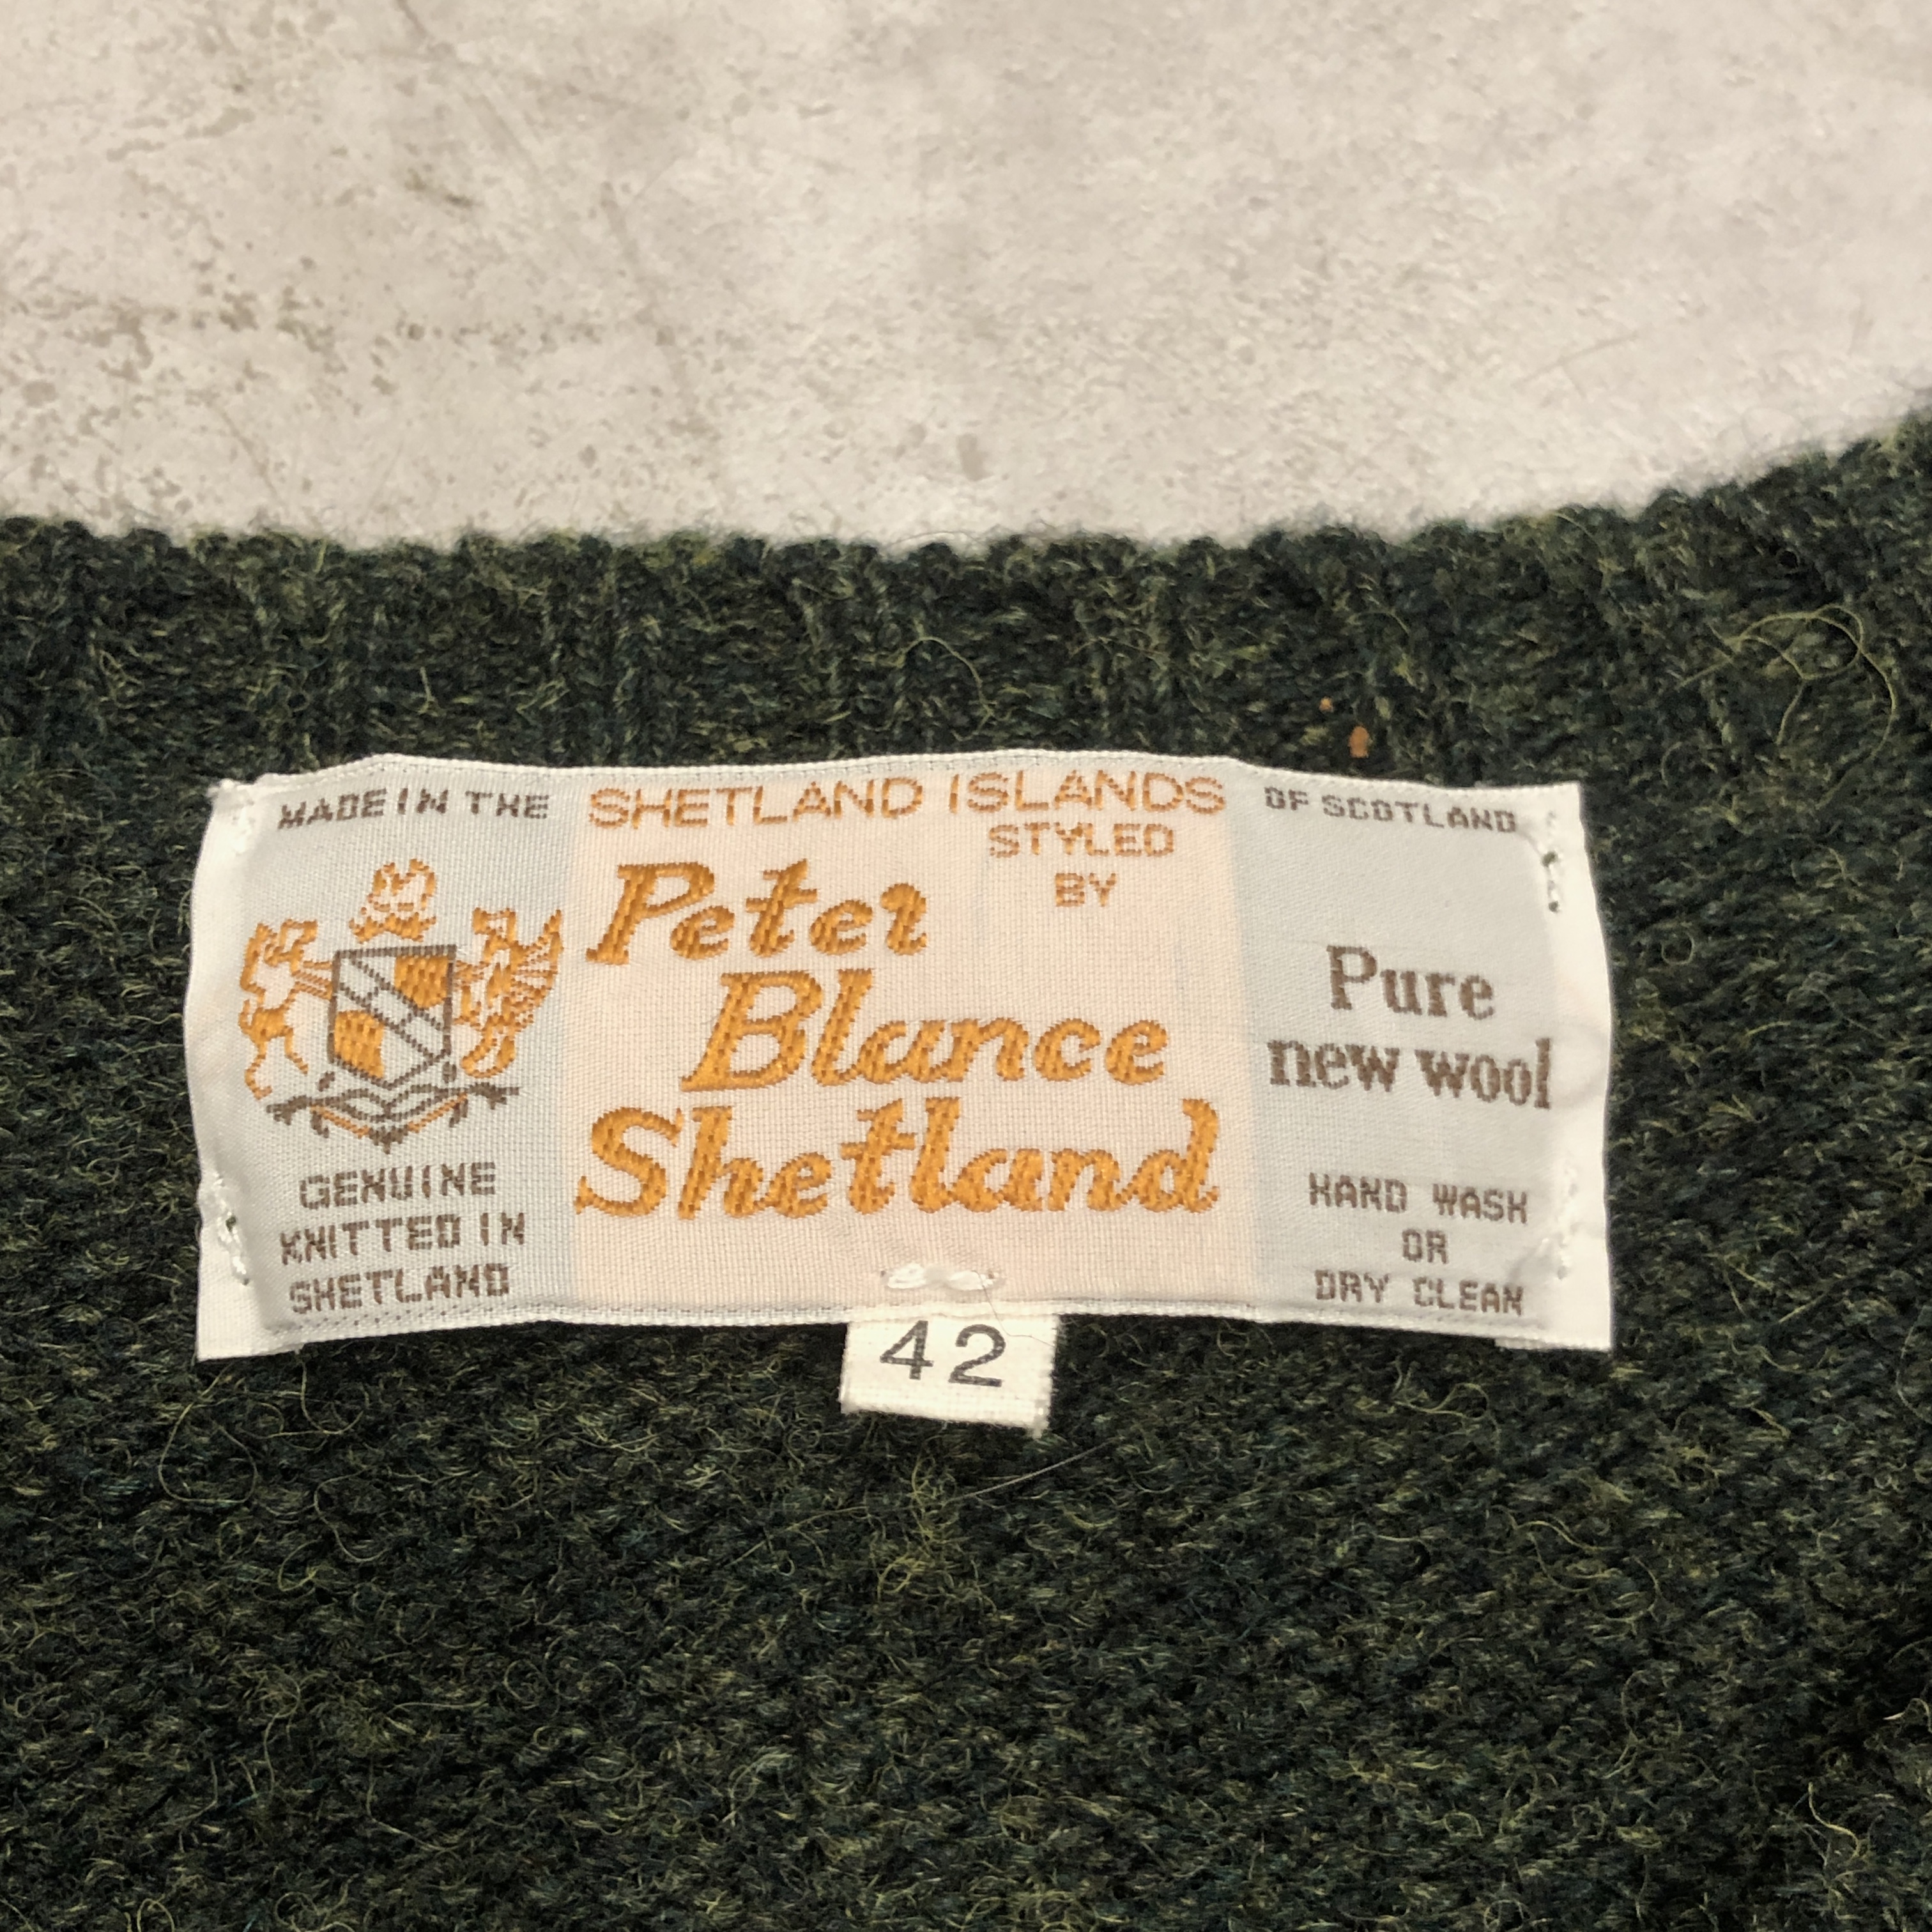 MADE IN THE SHETLAND ISLANDS OF SCOTLAND
STYLED
BY
Peter
Blance
Shetland
GENUINE
KNITTED IN
SHETLAND
Pure
new wool
HAND WASH
OR
DRY CLEAN
42